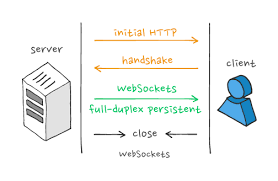 initial HTTP
server
handshake
client
WebSockets
full-duplex persistent
close
WebSockets